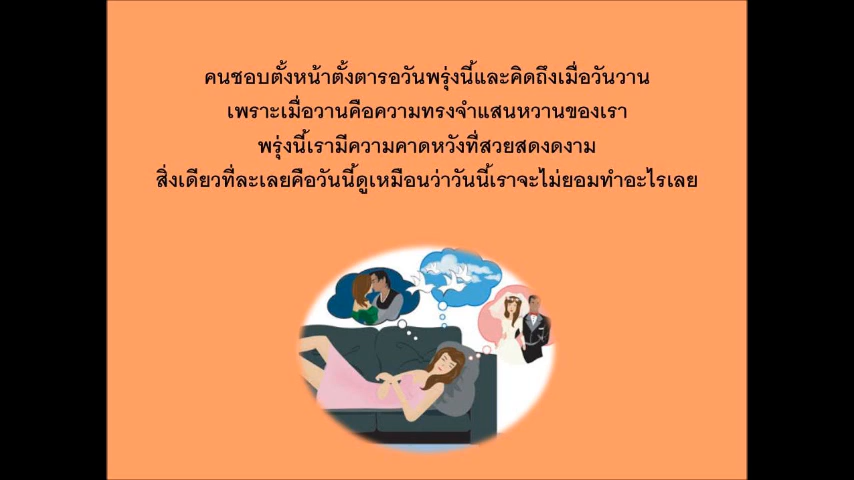 คนชอบตั้งหน้าตั้งตารอวันพรุ่งนี้และคิดถึงเมื่อวันวาน
เพราะเมื่อวานคือความทรงจำแสนหวานของเรา
พรุ่งนี้เรามีความคาดหวังที่สวยสดงดงาม
สิ่งเดียวที่ละเลยคือวันนี้ดูเหมือนว่าวันนี้เราจะไม่ยอมทำอะไรเลย